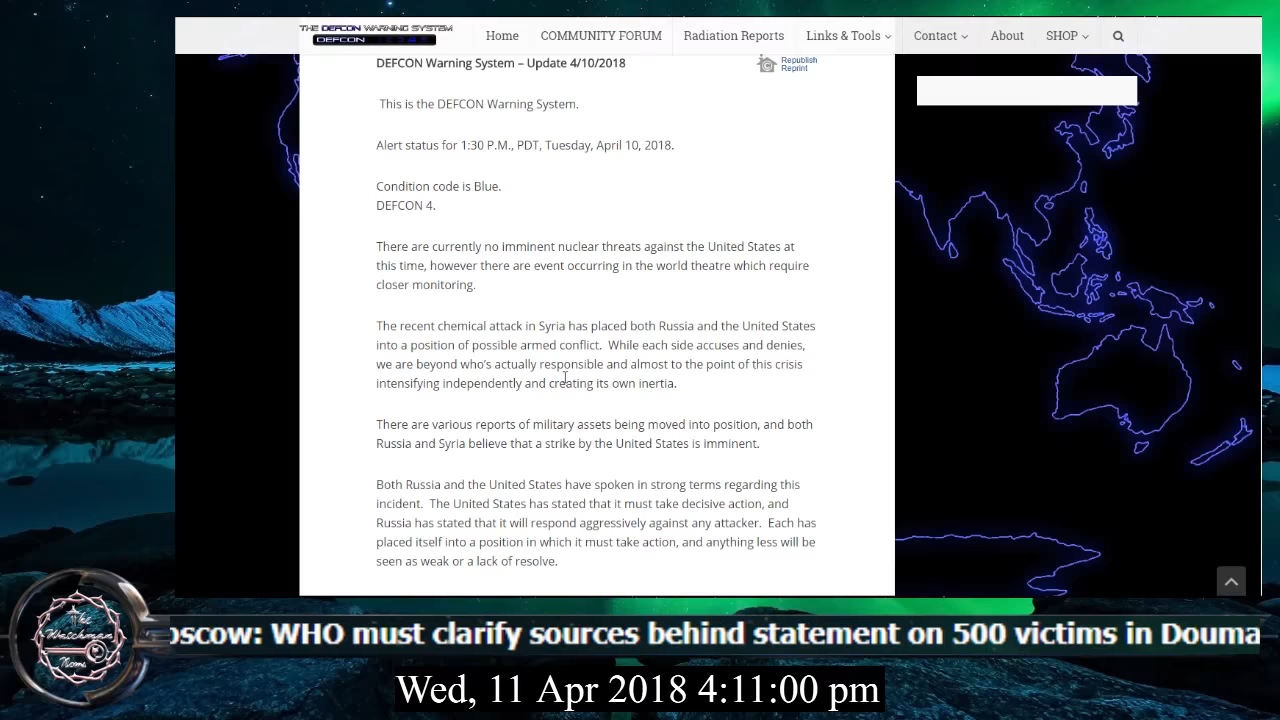 THE DEFCON WARNING SYSTEM
DEFCON
Home COMMUNITY FORUM Radiation Reports Links & Tools Contact About SHOP
DEFCON Warning System – Update 4/10/2018
Republish
Reprint
This is the DEFCON Warning System.
Alert status for 1:30 P.M., PDT, Tuesday, April 10, 2018.
Condition code is Blue.
DEFCON 4.
There are currently no imminent nuclear threats against the United States at
this time, however there are event occurring in the world theatre which require
closer monitoring.
The recent chemical attack in Syria has placed both Russia and the United States
into a position of possible armed conflict.  While each side accuses and denies,
we are beyond who's actually responsible and almost to the point of this crisis
intensifying independently and creating its own inertia.
There are various reports of military assets being moved into position, and both
Russia and Syria believe that a strike by the United States is imminent.
Both Russia and the United States have spoken in strong terms regarding this
incident.  The United States has stated that it must take decisive action, and
Russia has stated that it will respond aggressively against any attacker.  Each has
placed itself into a position in which it must take action, and anything less will be
seen as weak or a lack of resolve.
The
Watchman
oscow: WHO must clarify sources behind statement on 500 victims in Douma
Wed, 11 Apr 2018 4:11:00 pm